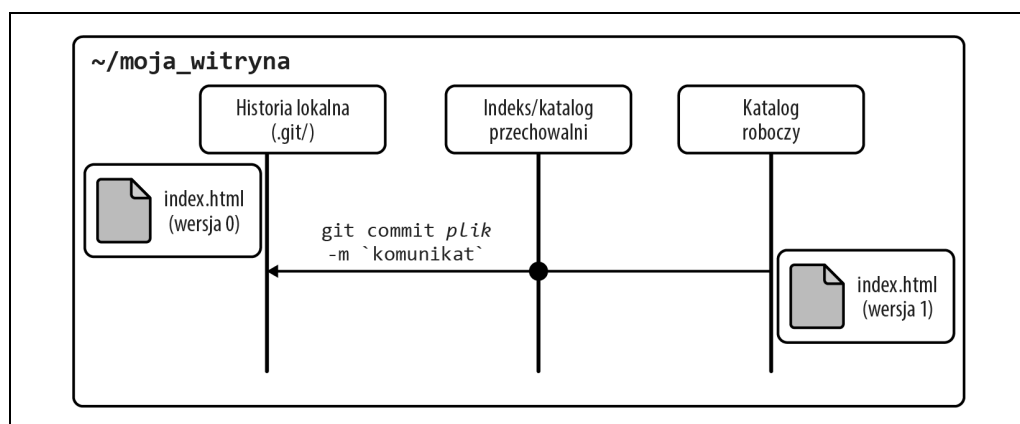 ~/moja_witryna
Historia lokalna
(.git/)
Indeks/katalog
przechowalni
Katalog
roboczy
index.html
(wersja 0)
git commit plik
-m `komunikat`
index.html
(wersja 1)